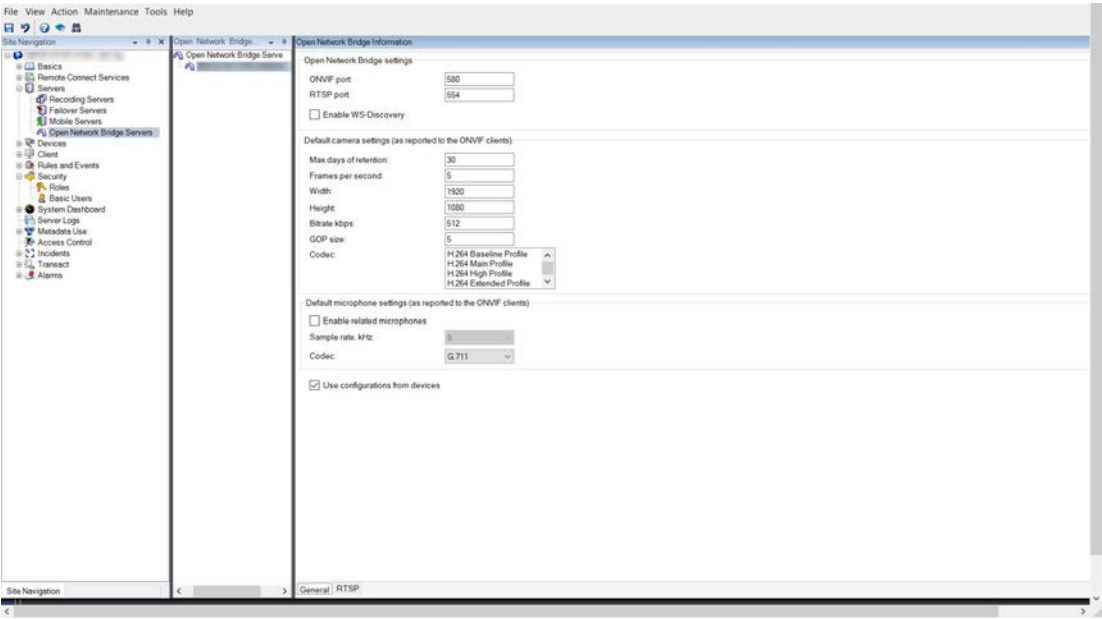 File View Action Maintenance Tools Help
Site Navigation
Basics
Remote Connect Services
Servers
Recording Servers
Failover Servers
Mobile Servers
Open Network Bridge Servers
Devices
Client
Rules and Events
Security
Roles
Basic Users
System Dashboard
Server Logs
Metadata Use
Access Control
Incidents
Transact
Alarms
Site Navigation
Open Network Bridge...
Open Network Bridge Serve
Open Network Bridge Information
Open Network Bridge settings
ONVIF port: 580
RTSP port: 554
Enable WS-Discovery
Default camera settings (as reported to the ONVIF clients)
Max days of retention: 30
Frames per second 5
Width: 1920
Height: 1080
Bitrate kbps: 512
GOP size: 5
Codec: H.264 Baseline Profile
H.264 Main Profile
H.264 High Profile
H.264 Extended Profile
Default microphone settings (as reported to the ONVIF clients)
Enable related microphones
Sample rate, kHz: 8
Codec: G.711
Use configurations from devices
General RTSP